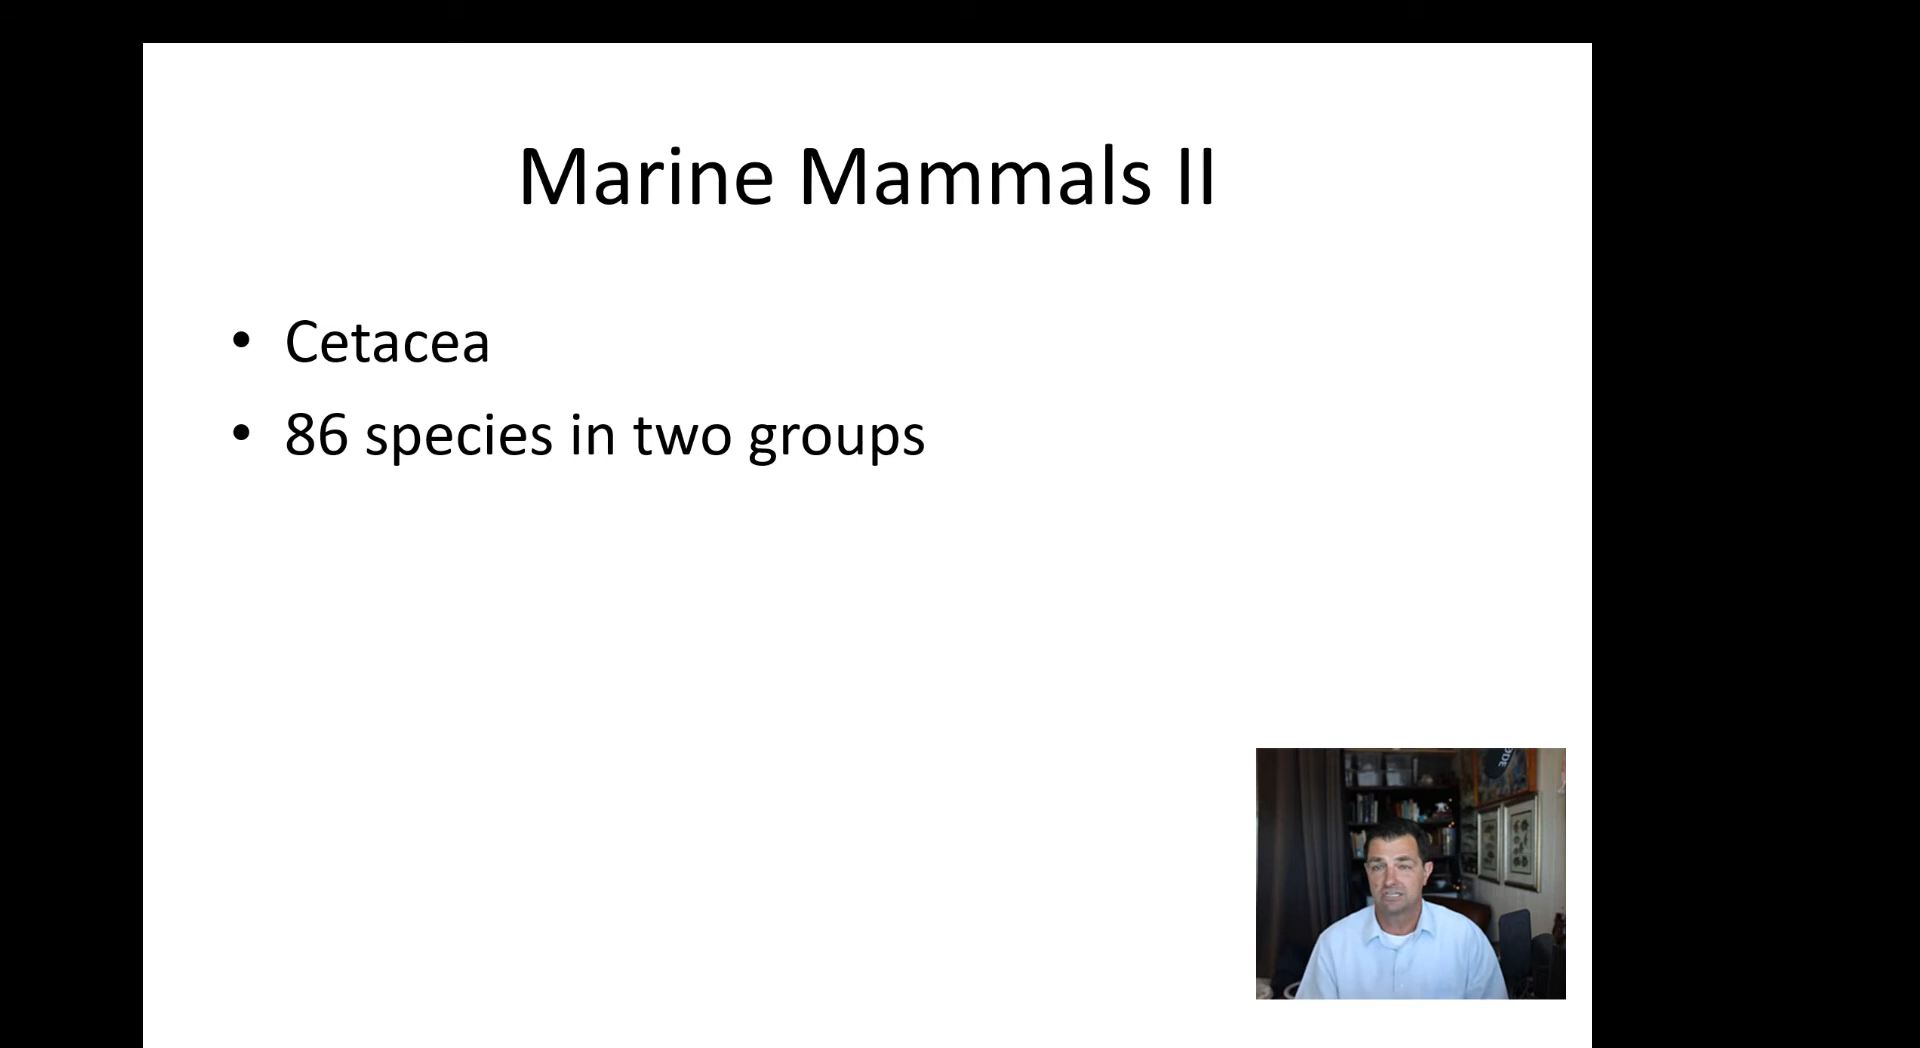 Marine Mammals II
• Cetacea
• 86 species in two groups